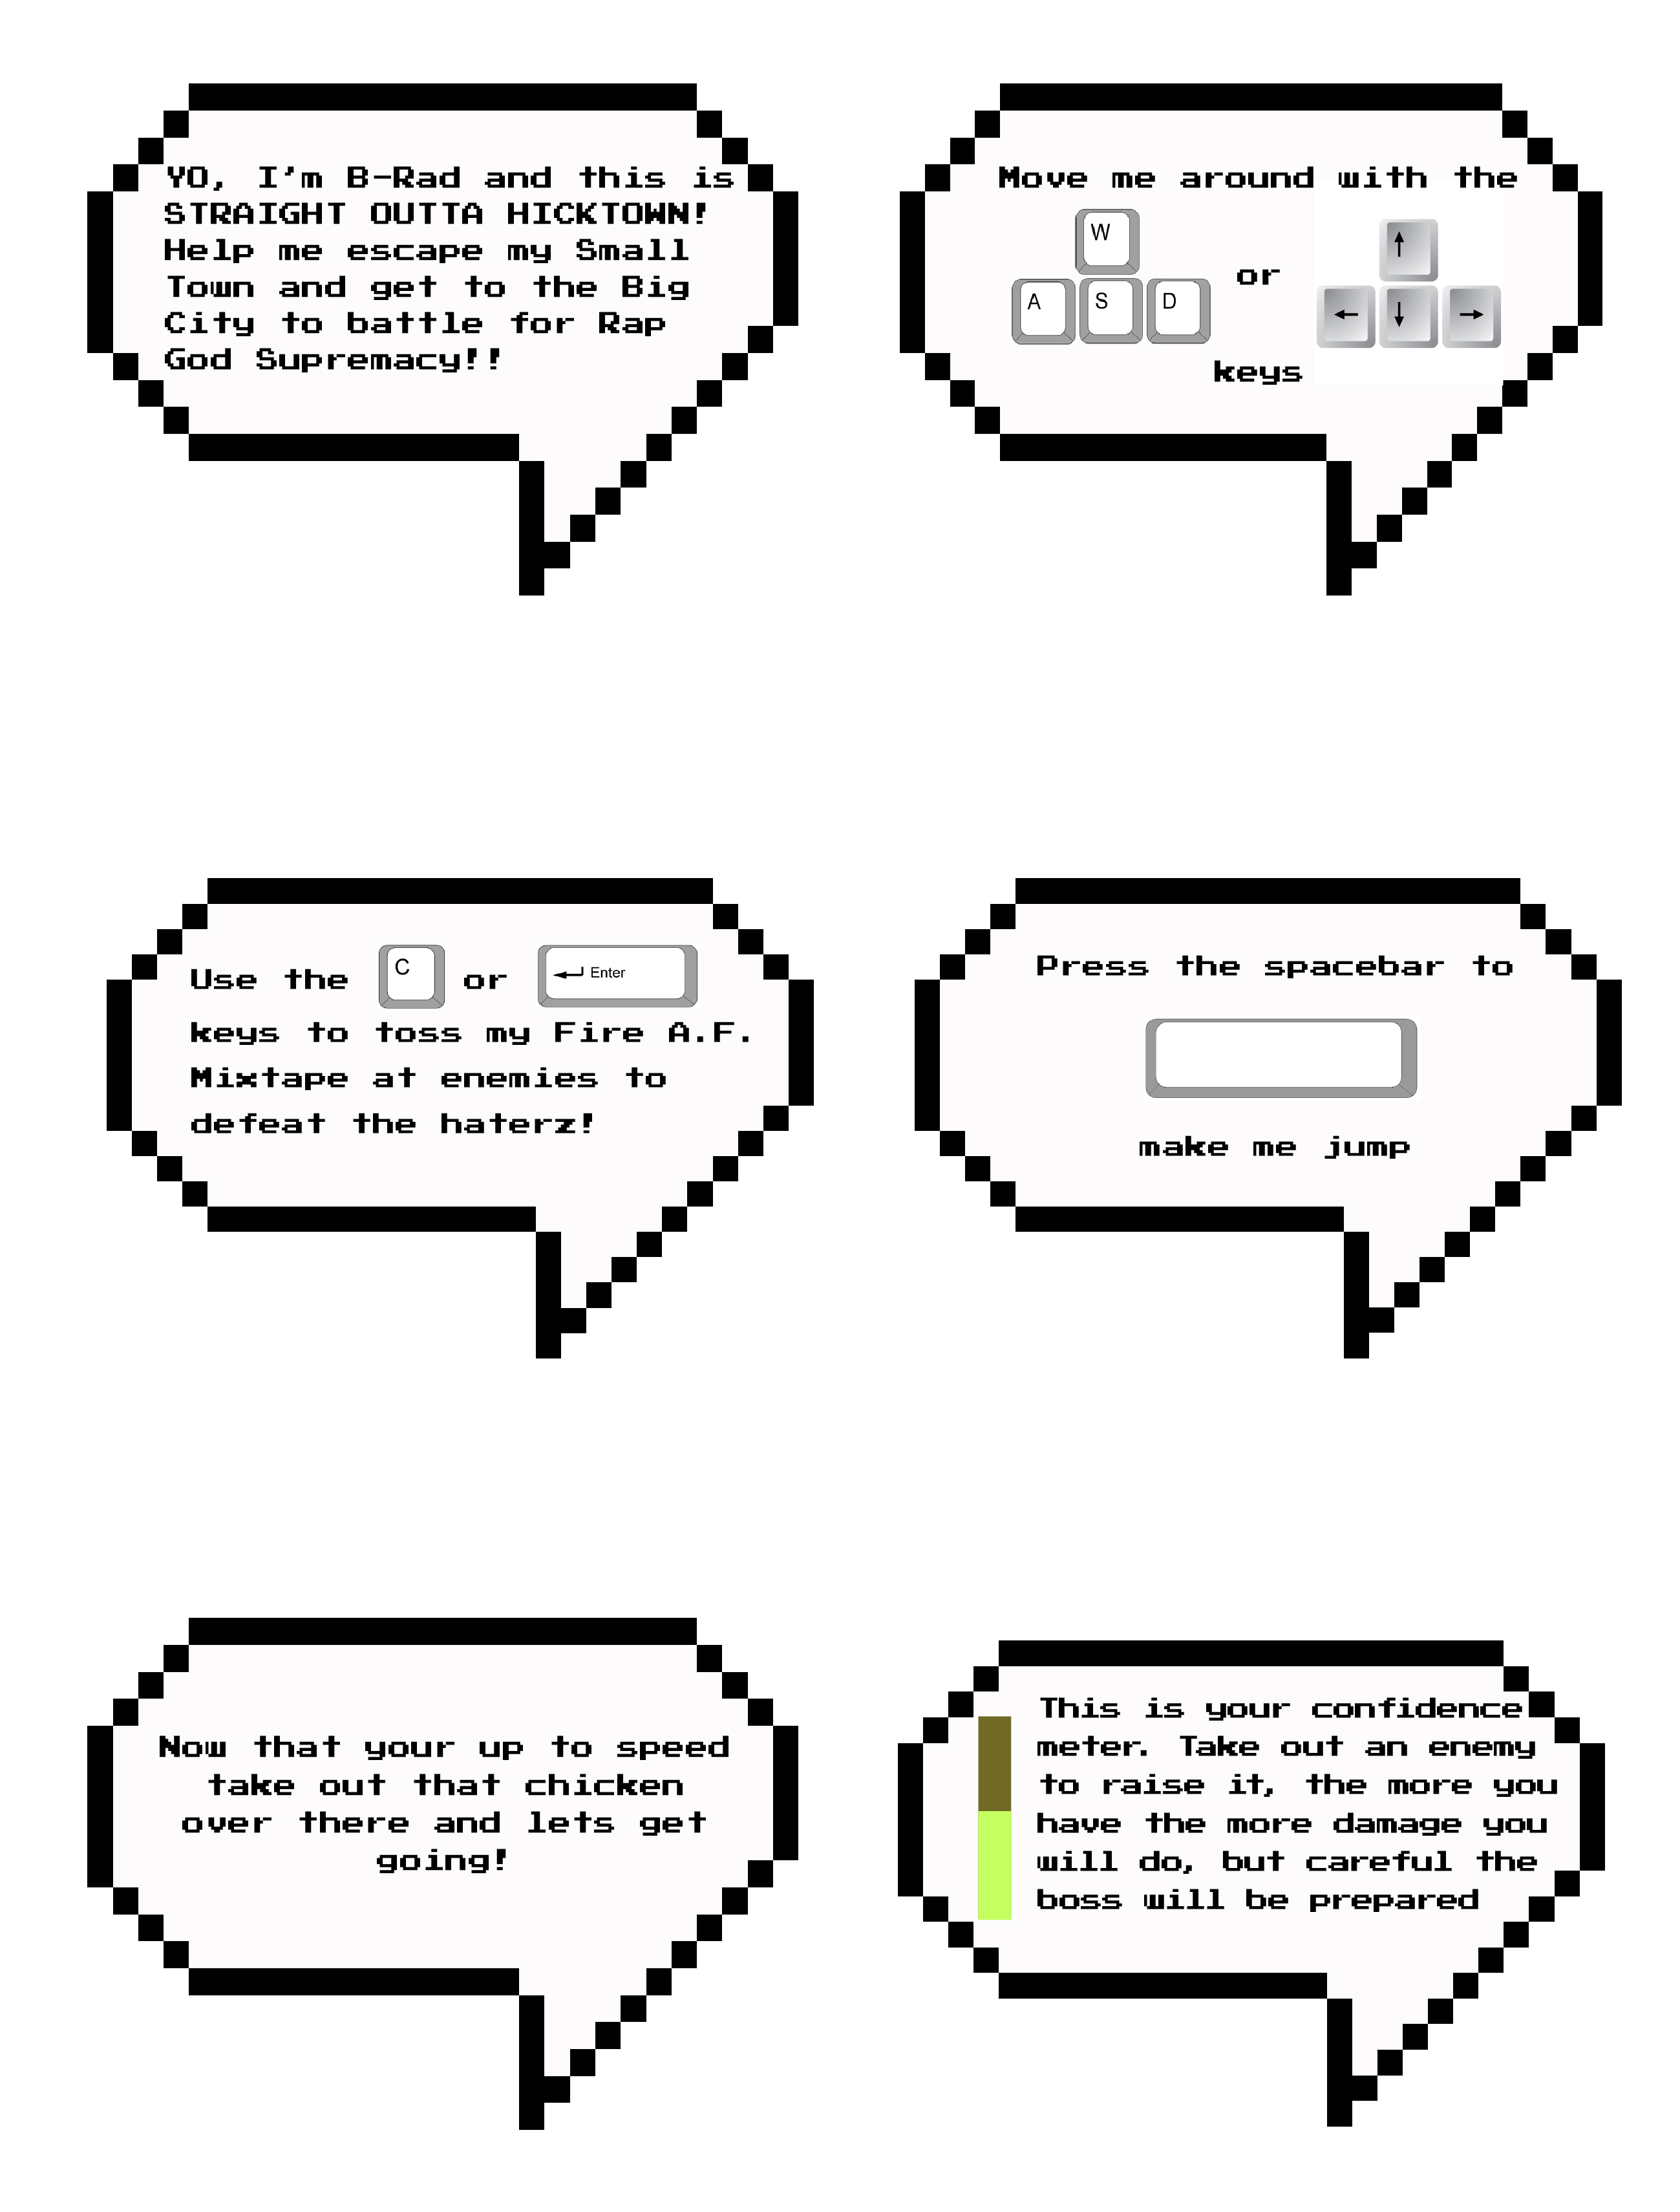 YO, I'm B-Rad and this is
STRAIGHT OUTTA HICKTOWN!
Help me escape my Small
Town and get to the Big
City to battle for Rap
God Supremacy!!
Move me around with the
W
A S D
or
↑
← ↓ →
keys
Use the C or ↵ Enter
keys to toss my Fire A.F.
Mixtape at enemies to
defeat the haterz!
Press the spacebar to
make me jump
Now that your up to speed
take out that chicken
over there and lets get
going!
This is your confidence
meter. Take out an enemy
to raise it, the more you
have the more damage you
will do, but careful the
boss will be prepared